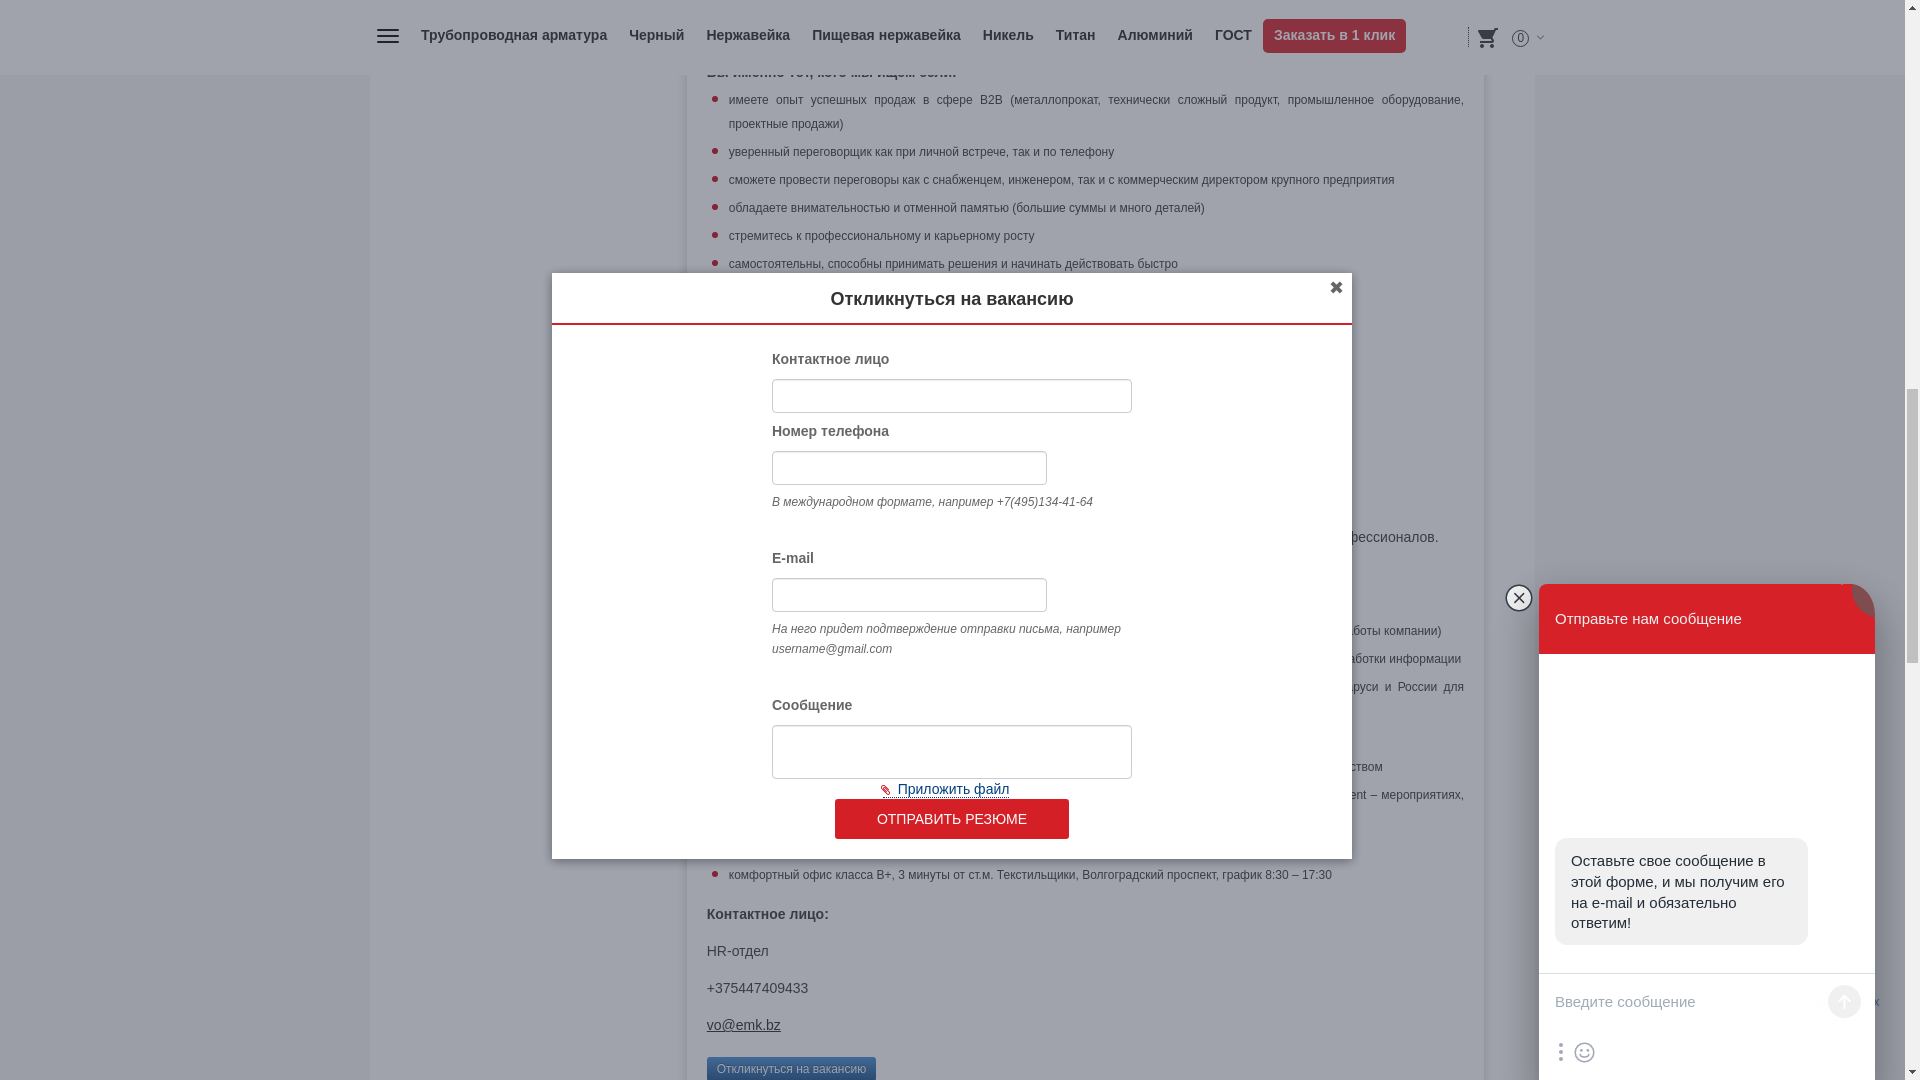 Трубопроводная арматура
Черный
Нержавейка
Пищевая нержавейка
Никель
Титан
Алюминий
ГОСТ
Заказать в 1 клик
0
имеете опыт успешных продаж в сфере B2B (металлопрокат, технически сложный продукт, промышленное оборудование,
проектные продажи)
уверенный переговорщик как при личной встрече, так и по телефону
сможете провести переговоры как с снабженцем, инженером, так и с коммерческим директором крупного предприятия
обладаете внимательностью и отменной памятью (большие суммы и много деталей)
стремитесь к профессиональному и карьерному росту
самостоятельны, способны принимать решения и начинать действовать быстро
Откликнуться на вакансию
Контактное лицо
Номер телефона
В международном формате, например +7(495)134-41-64
E-mail
На него придет подтверждение отправки письма, например
username@gmail.com
Сообщение
Приложить файл
ОТПРАВИТЬ РЕЗЮМЕ
фессионалов.
боты компании)
аботки информации
аруси и России для
ством
ent – мероприятиях,
комфортный офис класса В+, 3 минуты от ст.м. Текстильщики, Волгоградский проспект, график 8:30 – 17:30
Контактное лицо:
HR-отдел
+375447409433
vo@emk.bz
Откликнуться на вакансию
Отправьте нам сообщение
Оставьте свое сообщение в
этой форме, и мы получим его
на e-mail и обязательно
ответим!
Введите сообщение